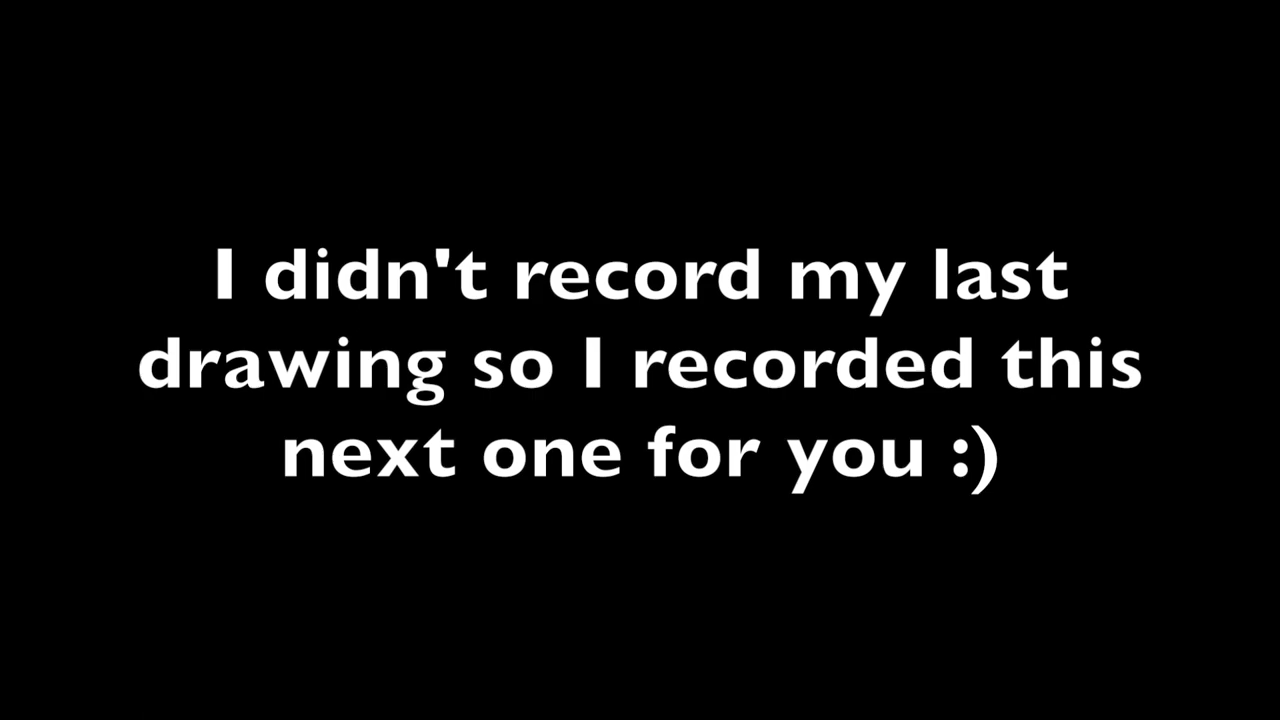 I didn't record my last
drawing so I recorded this
next one for you :)